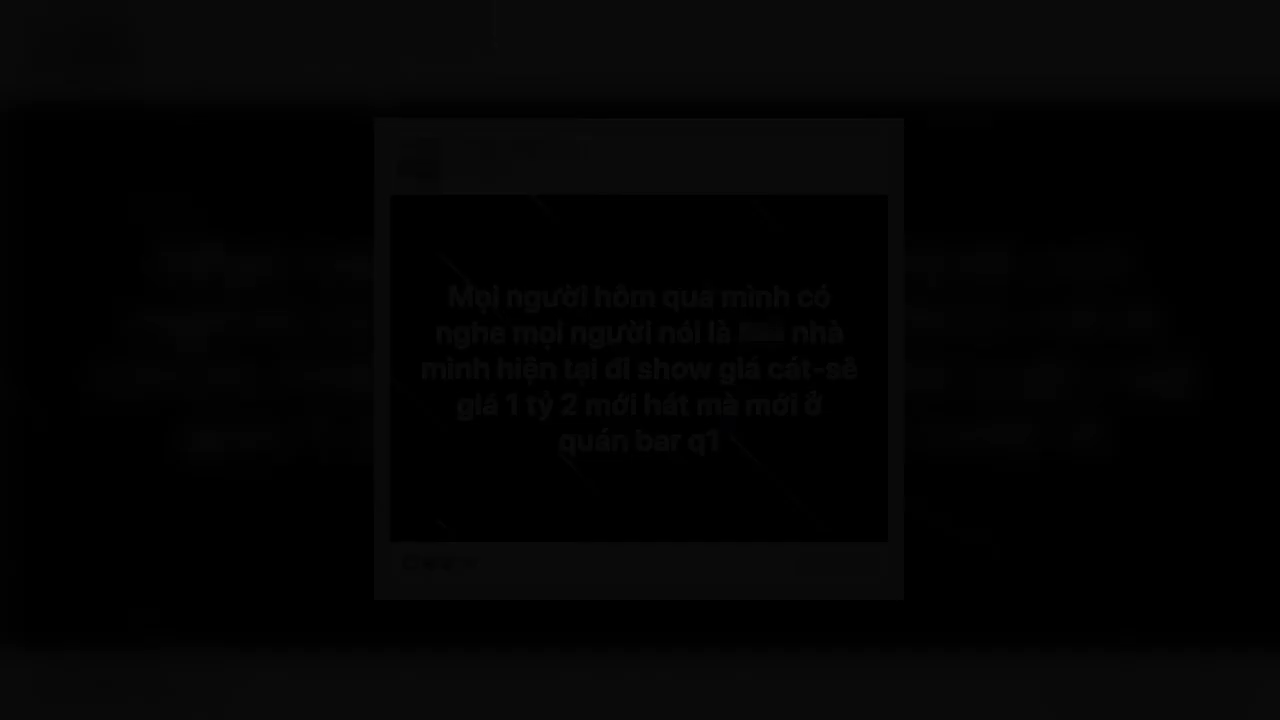 Mọi người hôm qua mình có
nghe mọi người nói là nhà
mình hiện tại đi show giá cát-sê
giá 1 tỷ 2 mới hát mà mới ở
quán bar q1